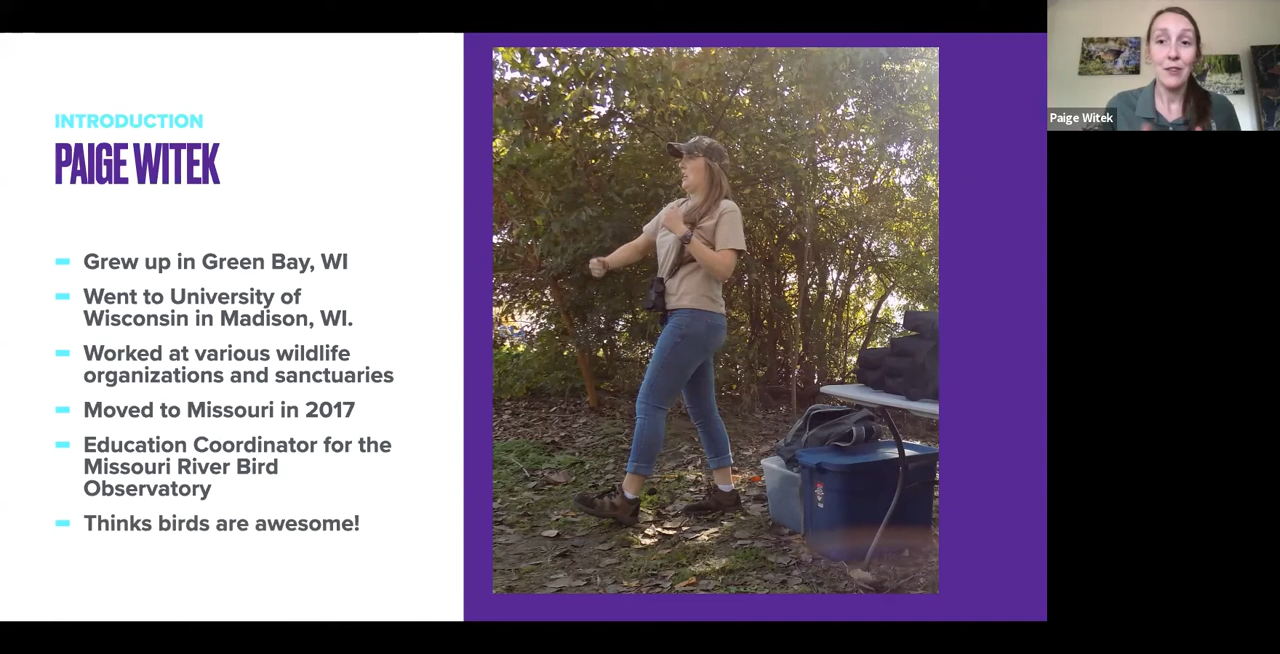 INTRODUCTION
PAIGE WITEK
Grew up in Green Bay, WI
Went to University of
Wisconsin in Madison, WI.
Worked at various wildlife
organizations and sanctuaries
Moved to Missouri in 2017
Education Coordinator for the
Missouri River Bird
Observatory
Thinks birds are awesome!
Paige Witek